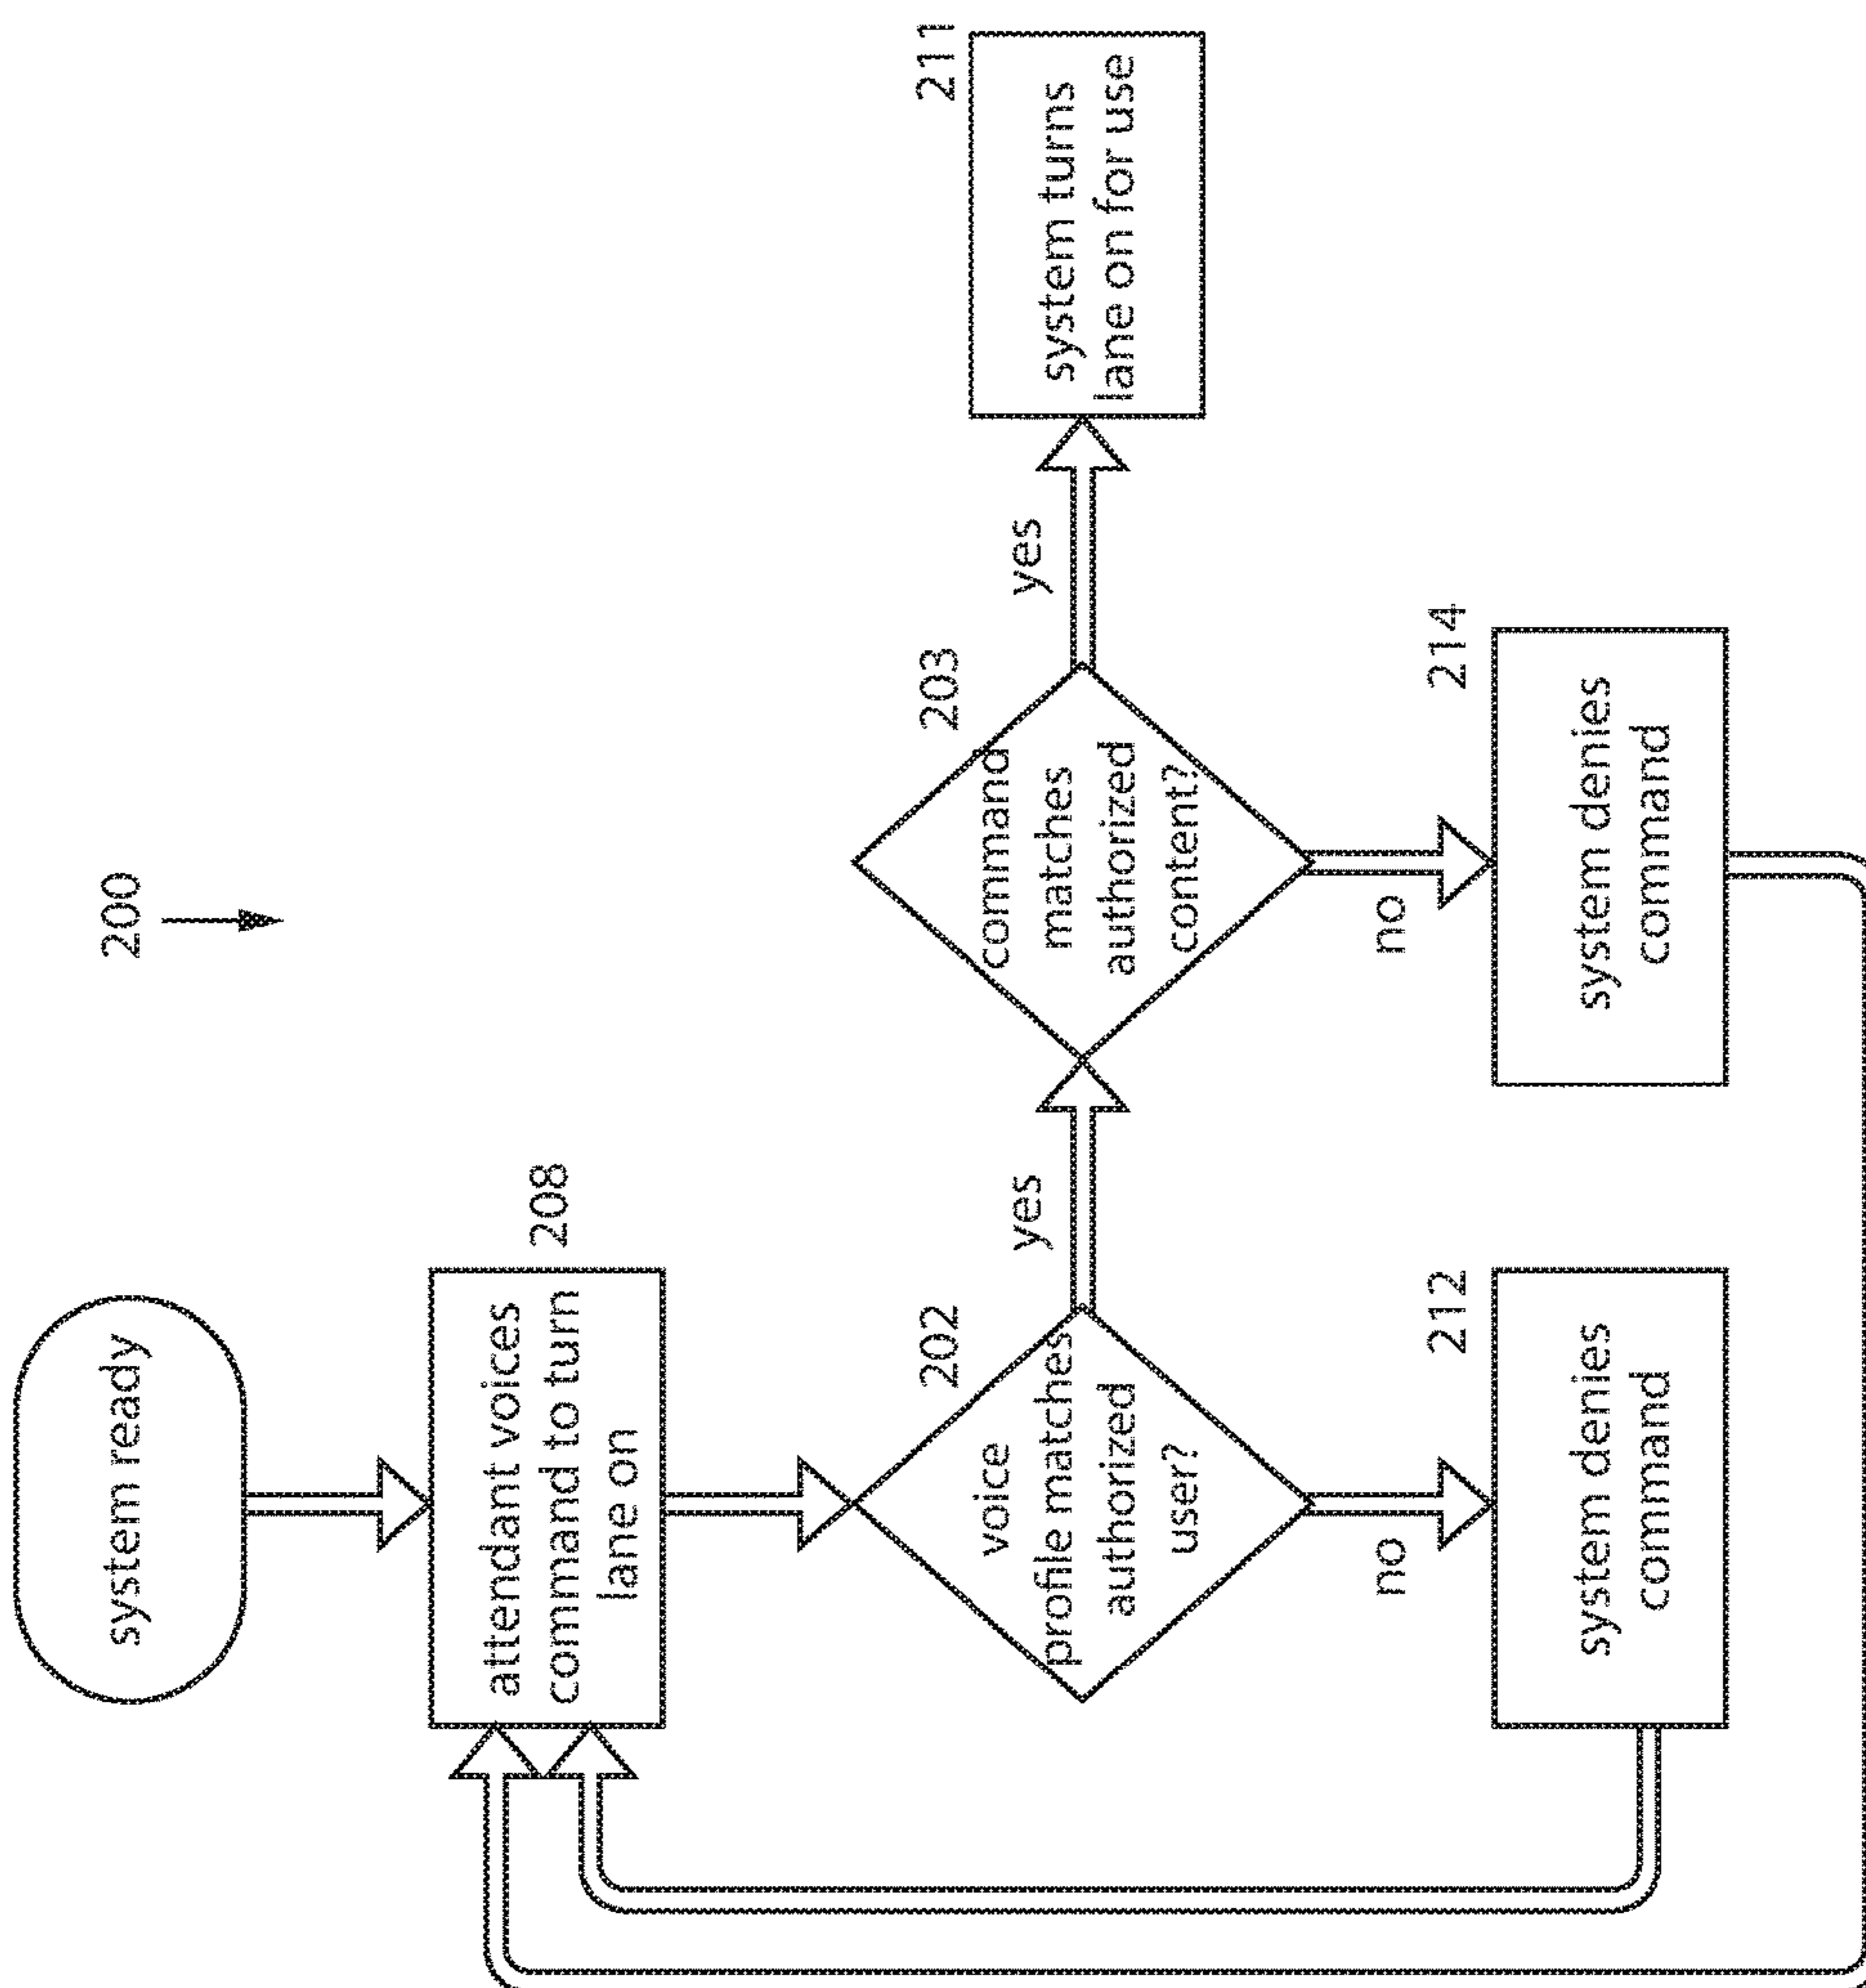 200
system ready
208
attendant voices
command to turn
lane on
202
voice
profile matches
authorized
user?
yes
203
command
matches
authorized
content?
yes
211
system turns
lane on for use
no
212
system denies
command
no
214
system denies
command